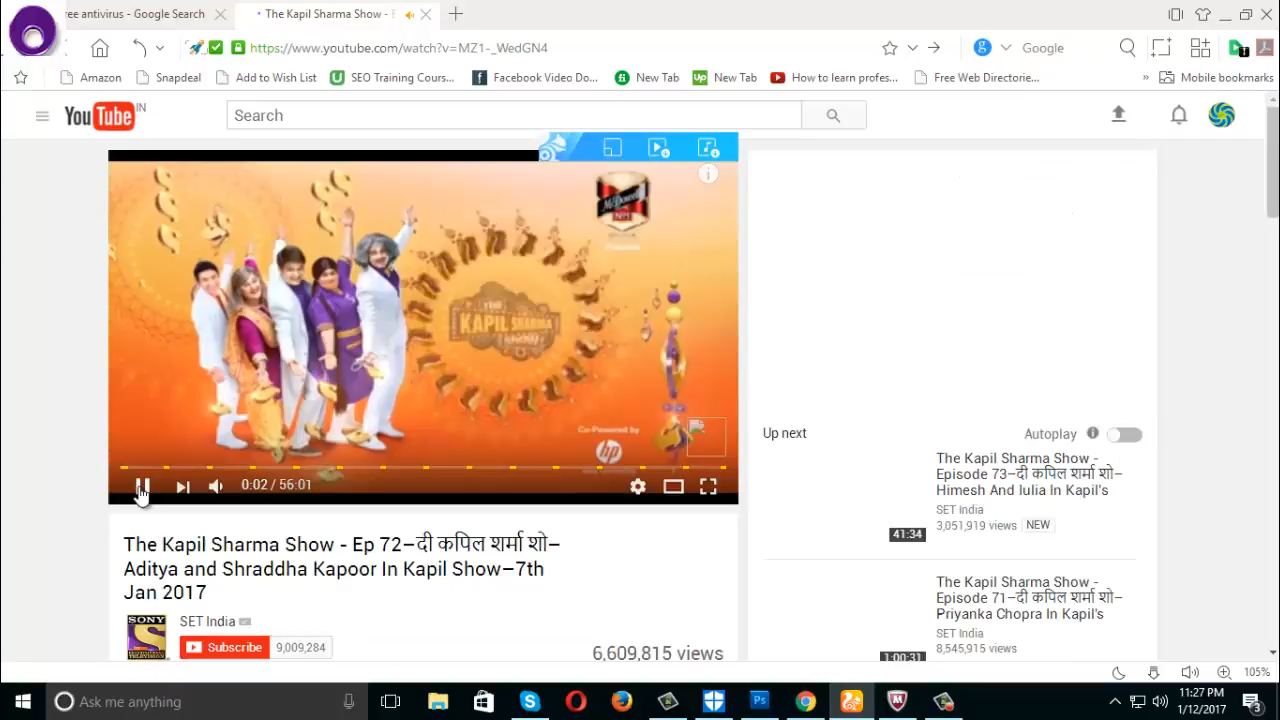 ree antivirus - Google Search
The Kapil Sharma Show - E
https://www.youtube.com/watch?v=MZ1-_WedGN4
Google
Amazon
Snapdeal
Add to Wish List
SEO Training Cours...
Facebook Video Do...
New Tab
New Tab
How to learn profes...
Free Web Directorie...
» Mobile bookmarks
YouTube IN
Search
McDowell's
N1
THE
KAPIL SHARMA
SHOW
Co-Powered by
hp
0:02 / 56:01
Up next
Autoplay
The Kapil Sharma Show -
Episode 73–दी कपिल शर्मा शो–
Himesh And Iulia In Kapil's
SET India
3,051,919 views NEW
41:34
The Kapil Sharma Show - Ep 72–दी कपिल शर्मा शो–
Aditya and Shraddha Kapoor In Kapil Show–7th
Jan 2017
SONY
S
SET India
Subscribe 9,009,284
6,609,815 views
The Kapil Sharma Show -
Episode 71–दी कपिल शर्मा शो–
Priyanka Chopra In Kapil's
SET India
8,545,915 views
1:00:31
105%
Ask me anything
11:27 PM
1/12/2017